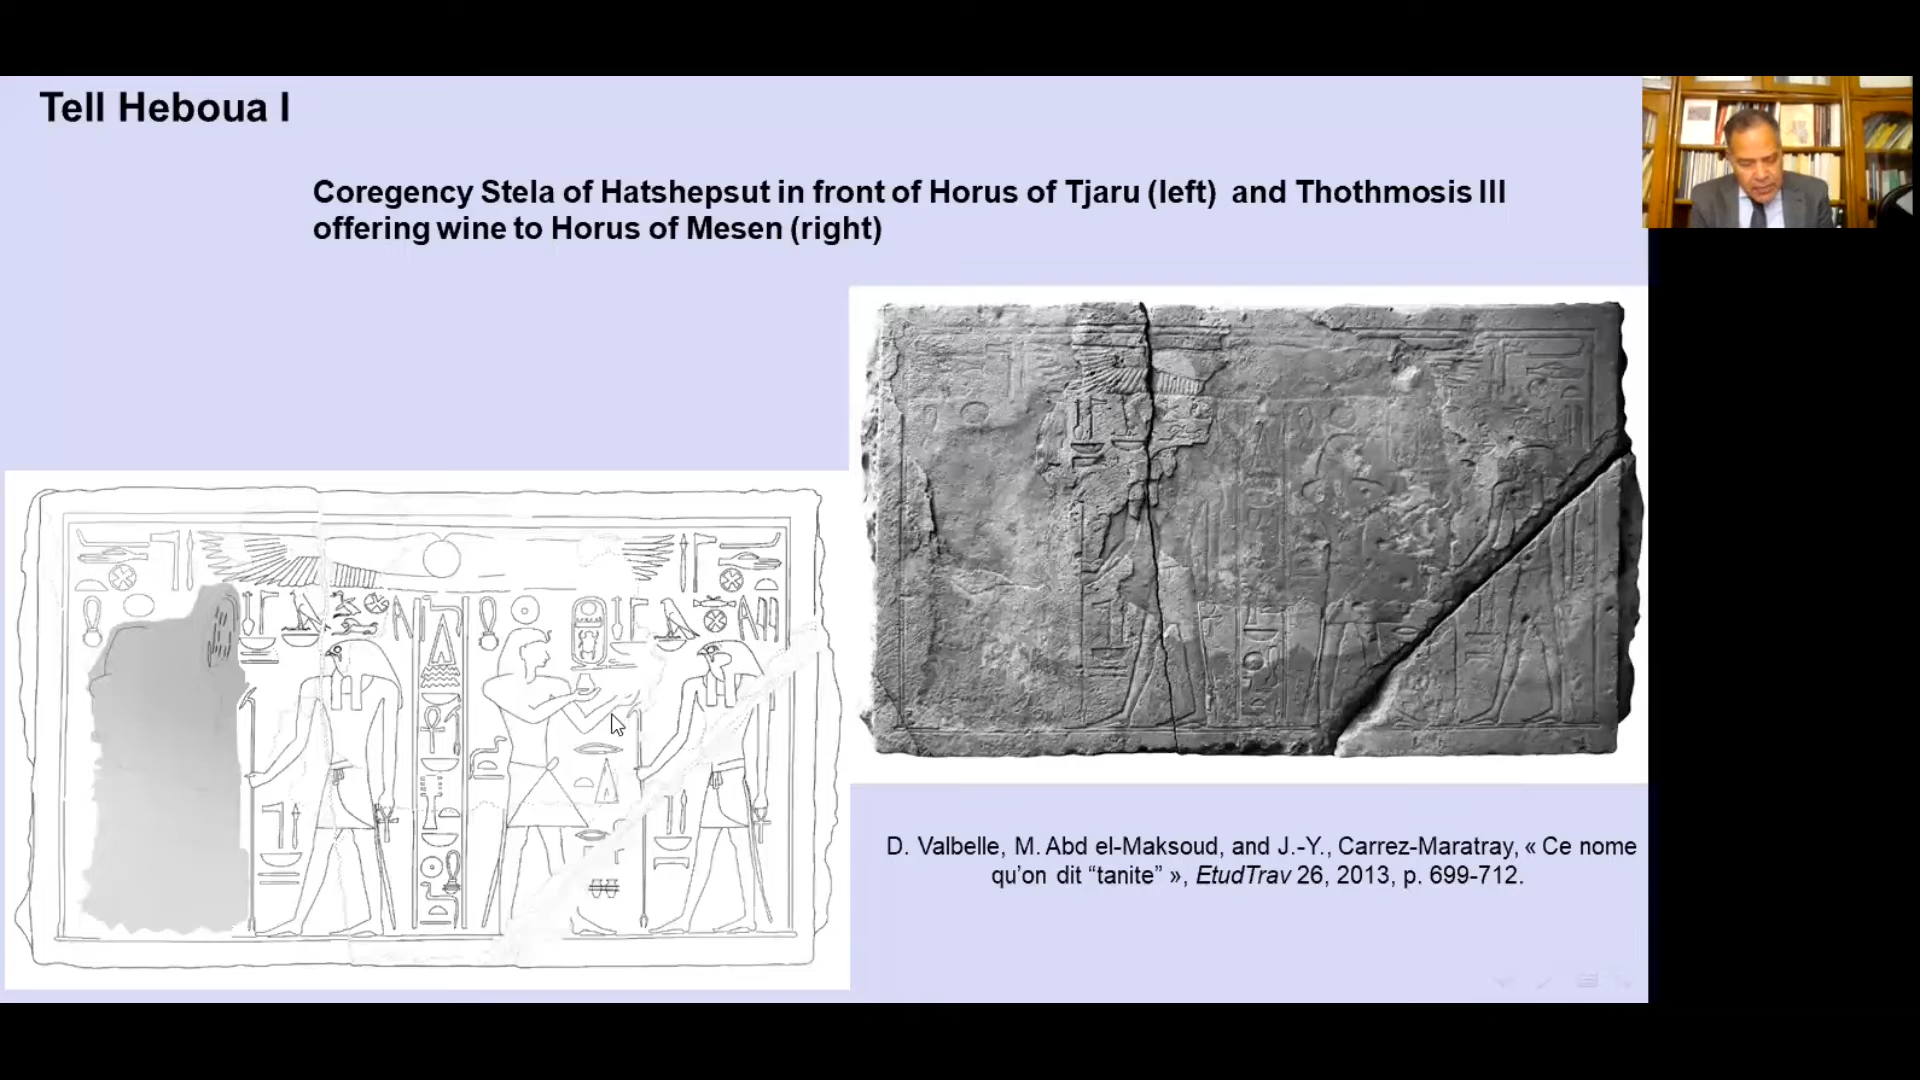 Tell Heboua I
Coregency Stela of Hatshepsut in front of Horus of Tjaru (left) and Thothmosis III
offering wine to Horus of Mesen (right)
D. Valbelle, M. Abd el-Maksoud, and J.-Y., Carrez-Maratray, « Ce nome
qu’on dit “tanite” », EtudTrav 26, 2013, p. 699-712.